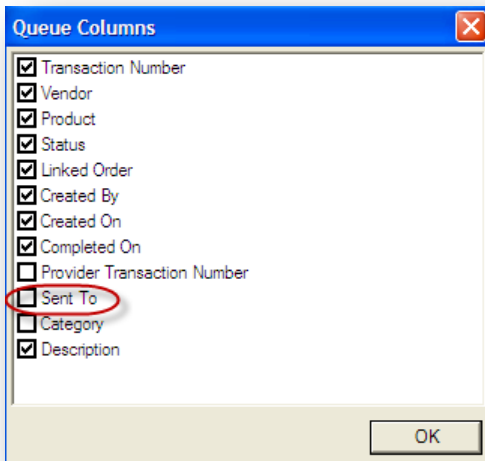 Queue Columns
Transaction Number
Vendor
Product
Status
Linked Order
Created By
Created On
Completed On
Provider Transaction Number
Sent To
Category
Description
OK